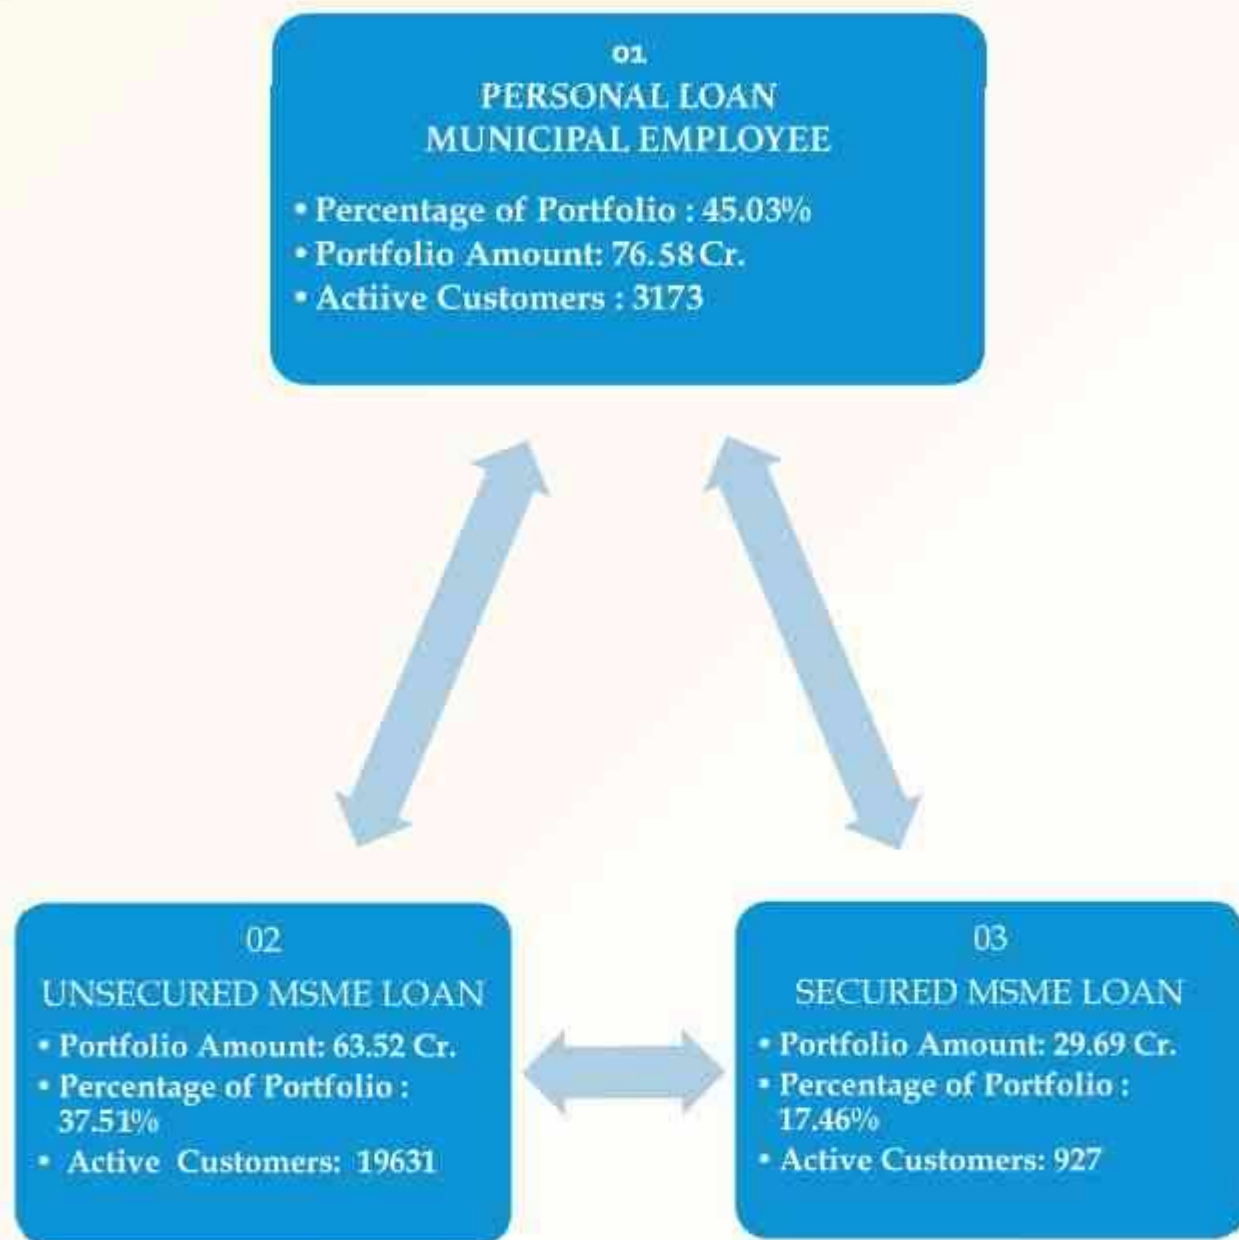 01
PERSONAL LOAN
MUNICIPAL EMPLOYEE
• Percentage of Portfolio : 45.03%
• Portfolio Amount: 76.58 Cr.
• Actiive Customers : 3173
02
UNSECURED MSME LOAN
• Portfolio Amount: 63.52 Cr.
• Percentage of Portfolio :
37.51%
• Active Customers: 19631
03
SECURED MSME LOAN
• Portfolio Amount: 29.69 Cr.
• Percentage of Portfolio :
17.46%
• Active Customers: 927